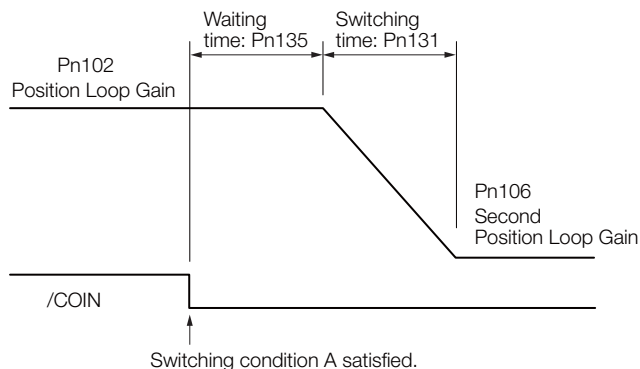 Waiting
time: Pn135
Switching
time: Pn131
Pn102
Position Loop Gain
Pn106
Second
Position Loop Gain
/COIN
Switching condition A satisfied.